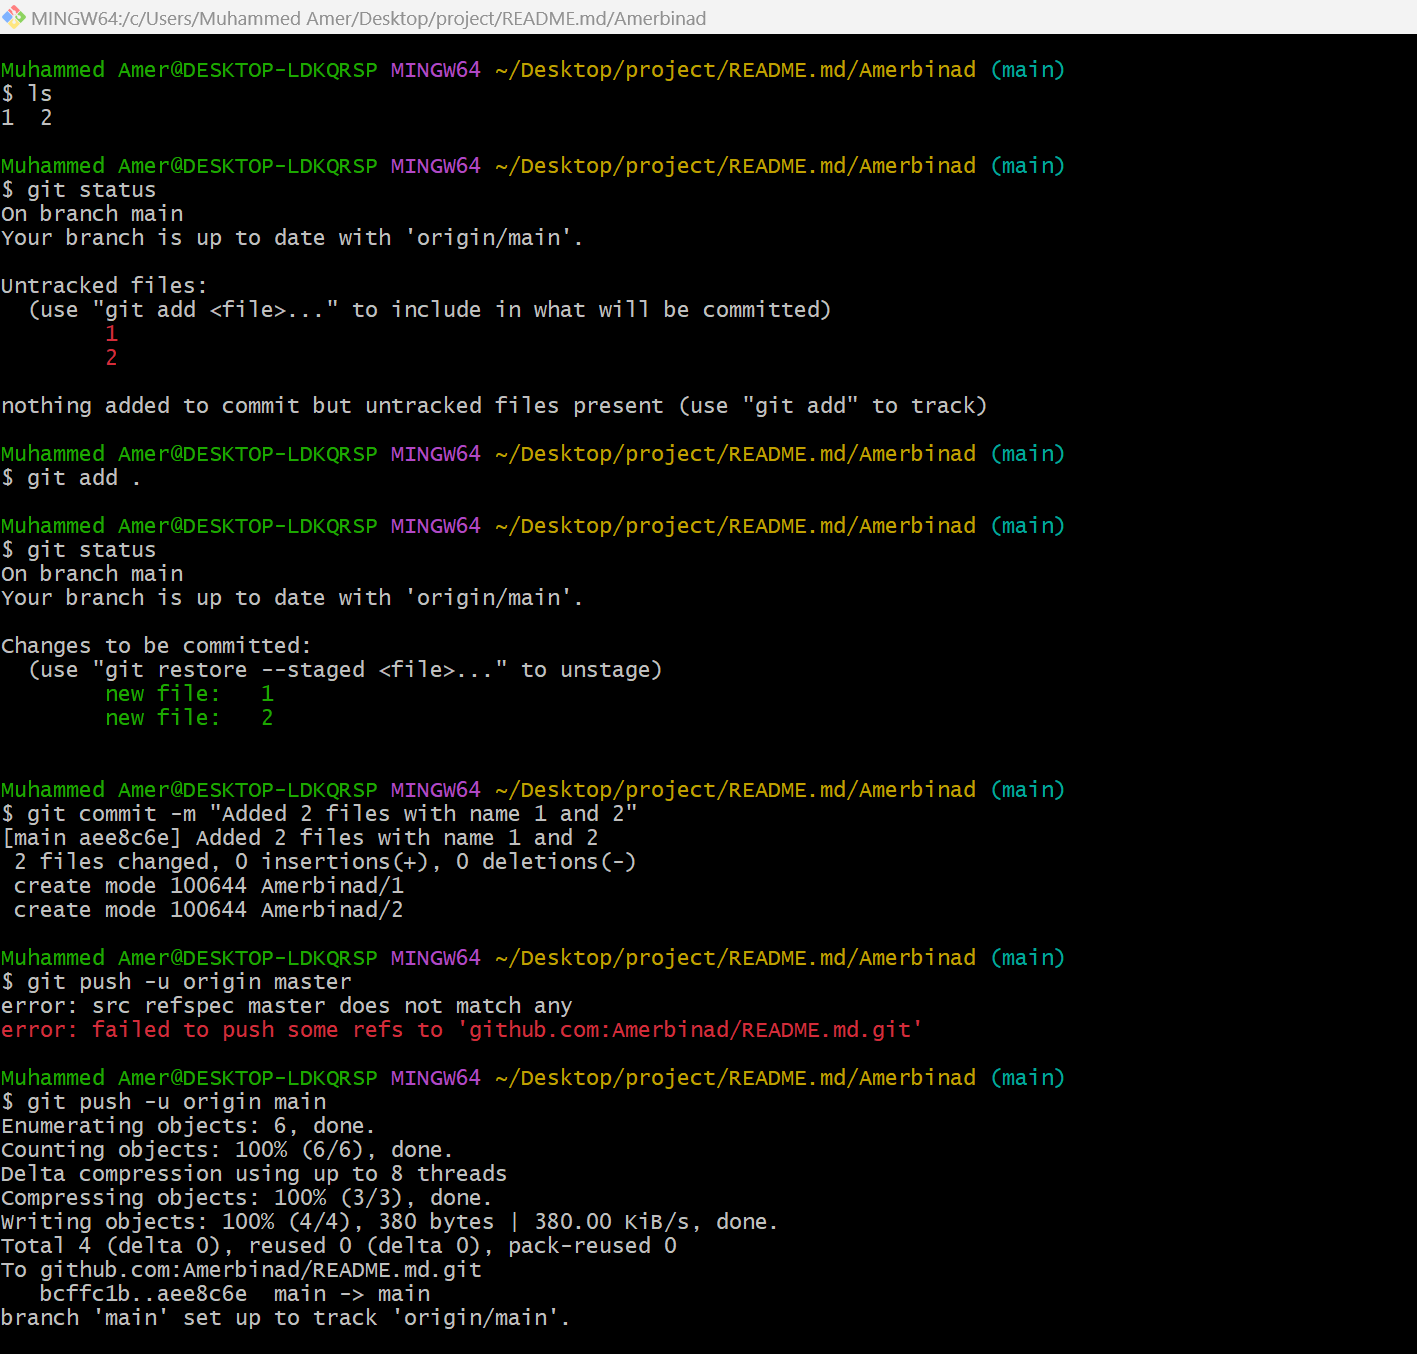 MINGW64:/c/Users/Muhammed Amer/Desktop/project/README.md/Amerbinad
Muhammed Amer@DESKTOP-LDKQRSP MINGW64 ~/Desktop/project/README.md/Amerbinad (main)
$ ls
1  2
Muhammed Amer@DESKTOP-LDKQRSP MINGW64 ~/Desktop/project/README.md/Amerbinad (main)
$ git status
On branch main
Your branch is up to date with 'origin/main'.
Untracked files:
  (use "git add <file>..." to include in what will be committed)
        1
        2
nothing added to commit but untracked files present (use "git add" to track)
Muhammed Amer@DESKTOP-LDKQRSP MINGW64 ~/Desktop/project/README.md/Amerbinad (main)
$ git add .
Muhammed Amer@DESKTOP-LDKQRSP MINGW64 ~/Desktop/project/README.md/Amerbinad (main)
$ git status
On branch main
Your branch is up to date with 'origin/main'.
Changes to be committed:
  (use "git restore --staged <file>..." to unstage)
        new file:   1
        new file:   2
Muhammed Amer@DESKTOP-LDKQRSP MINGW64 ~/Desktop/project/README.md/Amerbinad (main)
$ git commit -m "Added 2 files with name 1 and 2"
[main aee8c6e] Added 2 files with name 1 and 2
 2 files changed, 0 insertions(+), 0 deletions(-)
 create mode 100644 Amerbinad/1
 create mode 100644 Amerbinad/2
Muhammed Amer@DESKTOP-LDKQRSP MINGW64 ~/Desktop/project/README.md/Amerbinad (main)
$ git push -u origin master
error: src refspec master does not match any
error: failed to push some refs to 'github.com:Amerbinad/README.md.git'
Muhammed Amer@DESKTOP-LDKQRSP MINGW64 ~/Desktop/project/README.md/Amerbinad (main)
$ git push -u origin main
Enumerating objects: 6, done.
Counting objects: 100% (6/6), done.
Delta compression using up to 8 threads
Compressing objects: 100% (3/3), done.
Writing objects: 100% (4/4), 380 bytes | 380.00 KiB/s, done.
Total 4 (delta 0), reused 0 (delta 0), pack-reused 0
To github.com:Amerbinad/README.md.git
   bcffc1b..aee8c6e  main -> main
branch 'main' set up to track 'origin/main'.